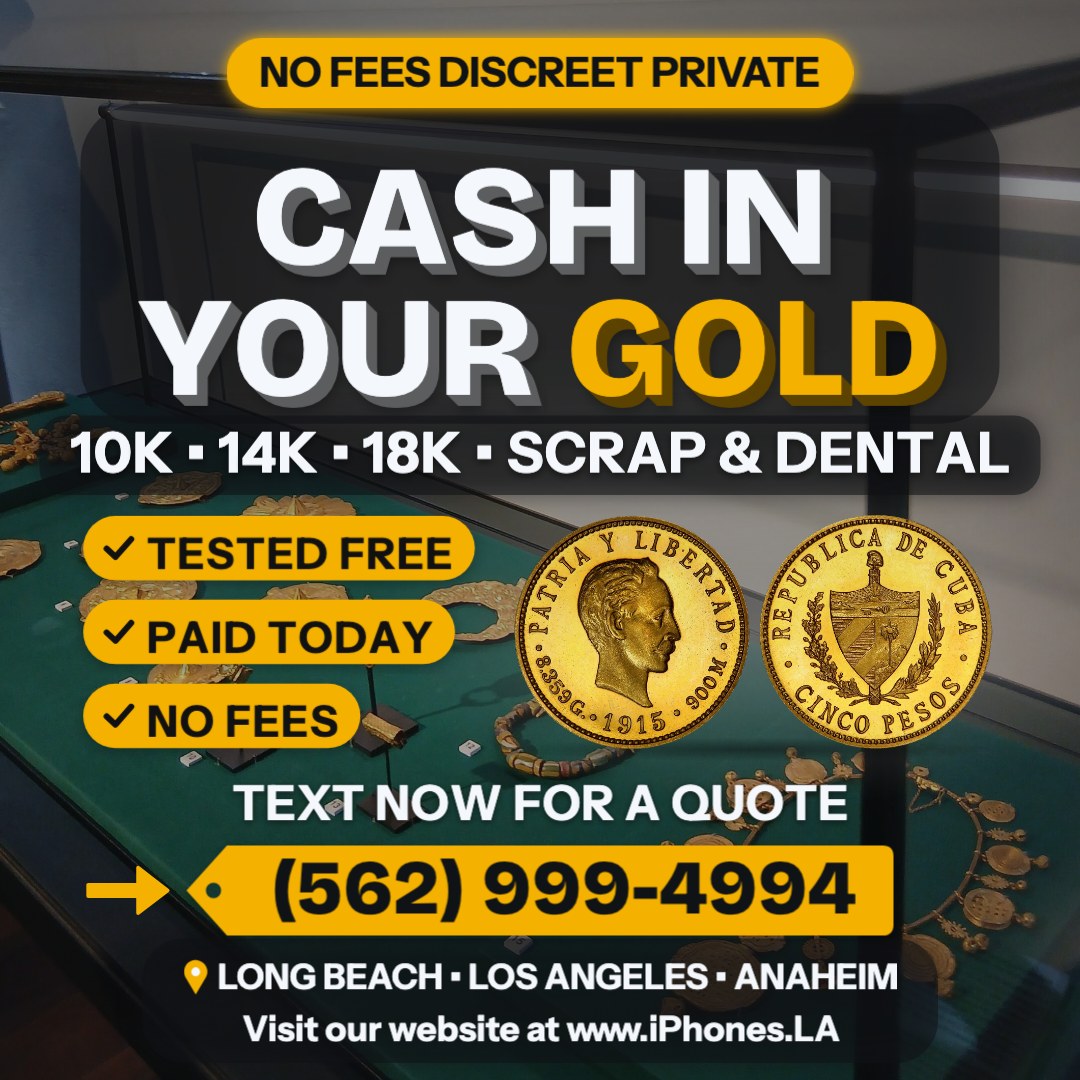 NO FEES DISCREET PRIVATE
CASH IN
YOUR GOLD
10K ▪ 14K ▪ 18K ▪ SCRAP & DENTAL
✓ TESTED FREE
✓ PAID TODAY
✓ NO FEES
PATRIA Y LIBERTAD
8.359G. · 1915 · 900M
REPUBLICA DE CUBA
CINCO PESOS
TEXT NOW FOR A QUOTE
(562) 999-4994
LONG BEACH ▪ LOS ANGELES ▪ ANAHEIM
Visit our website at www.iPhones.LA